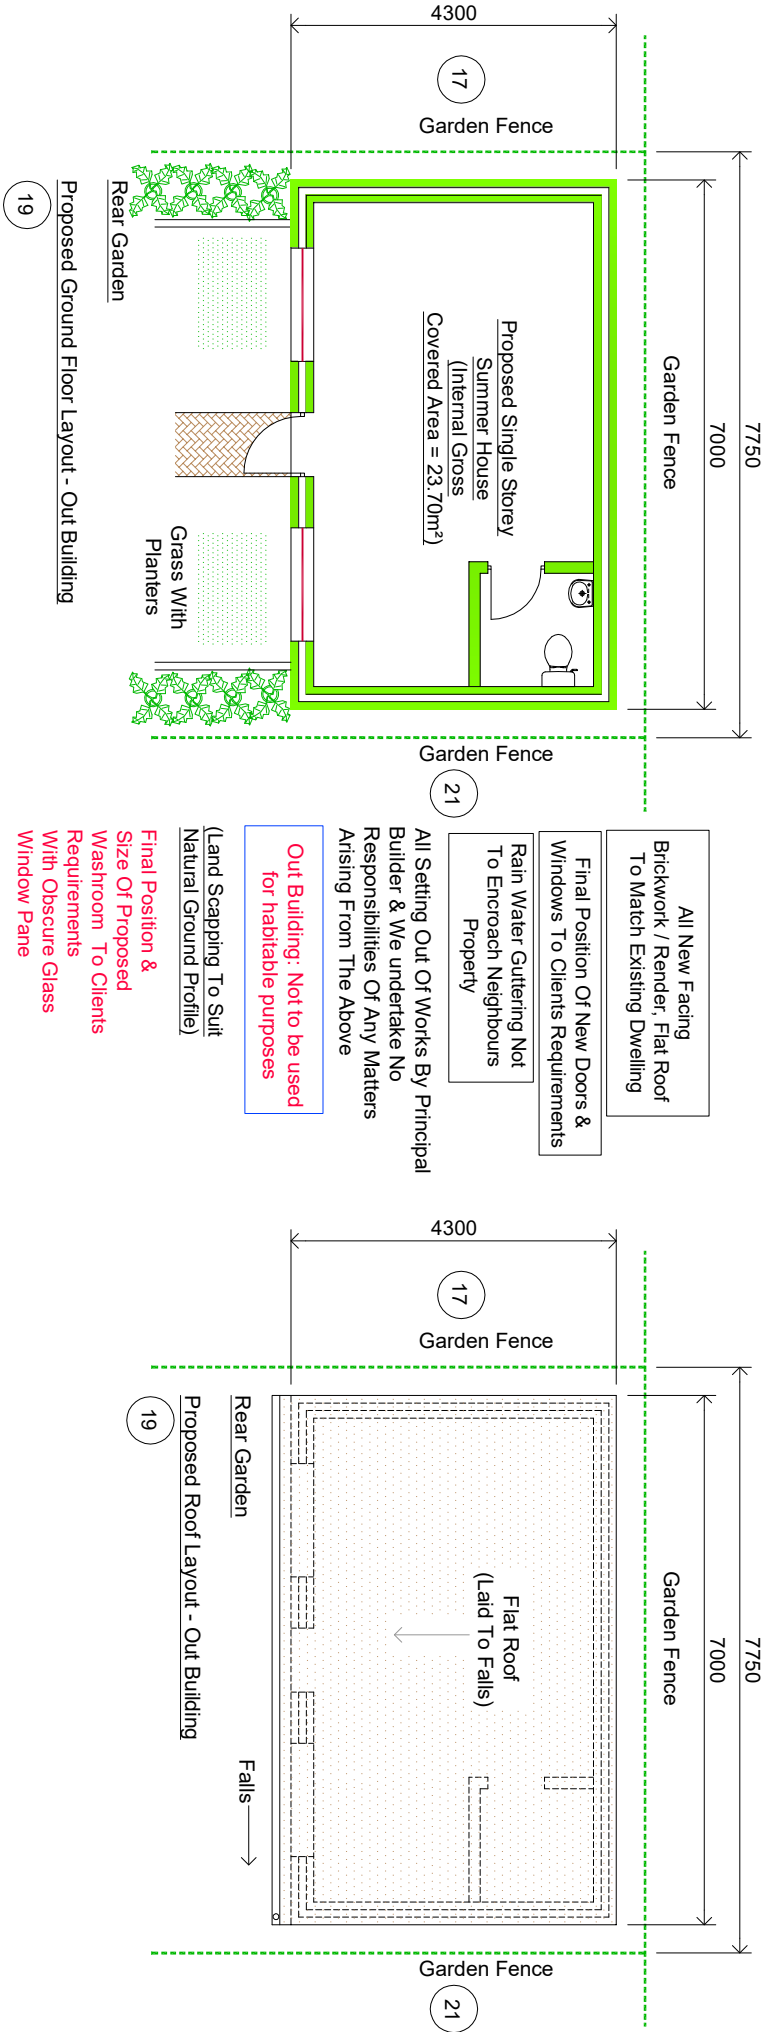 7750
7000
Garden Fence
4300
17
Garden Fence
Proposed Single Storey
Summer House
(Internal Gross
Covered Area = 23.70m²)
Garden Fence
21
Rear Garden
Grass With
Planters
Proposed Ground Floor Layout - Out Building
19
All New Facing
Brickwork / Render, Flat Roof
To Match Existing Dwelling
Final Position Of New Doors &
Windows To Clients Requirements
Rain Water Guttering Not
To Encroach Neighbours
Property
All Setting Out Of Works By Principal
Builder & We undertake No
Responsibilities Of Any Matters
Arising From The Above
Out Building: Not to be used
for habitable purposes
(Land Scapping To Suit
Natural Ground Profile)
Final Position &
Size Of Proposed
Washroom To Clients
Requirements
With Obscure Glass
Window Pane
7750
7000
Garden Fence
4300
17
Garden Fence
Flat Roof
(Laid To Falls)
Garden Fence
21
Rear Garden
Falls
Proposed Roof Layout - Out Building
19